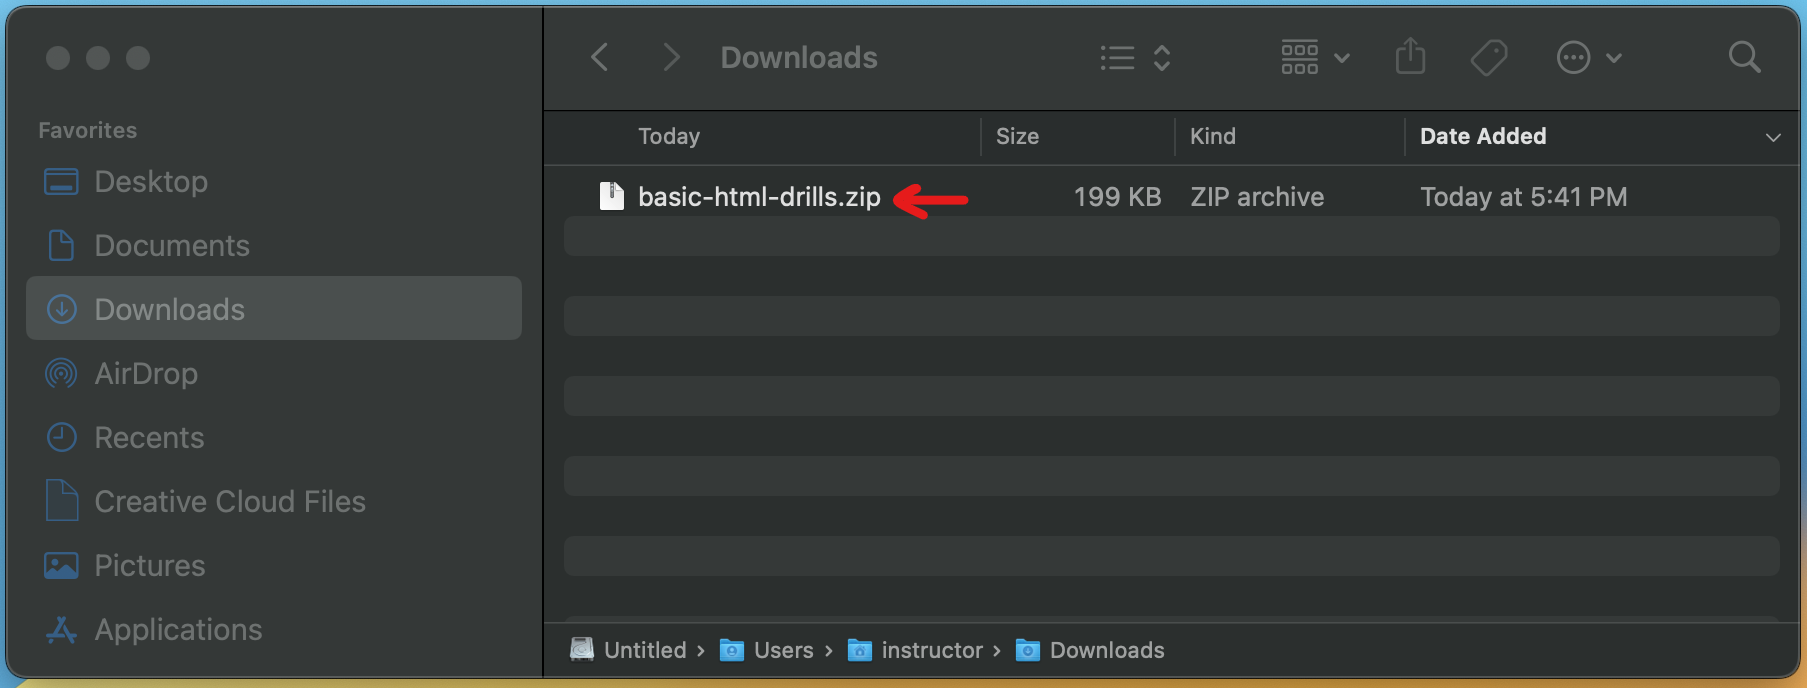 Downloads
Favorites
Desktop
Documents
Downloads
AirDrop
Recents
Creative Cloud Files
Pictures
Applications
Today Size Kind Date Added
basic-html-drills.zip 199 KB ZIP archive Today at 5:41 PM
Untitled › Users › instructor › Downloads